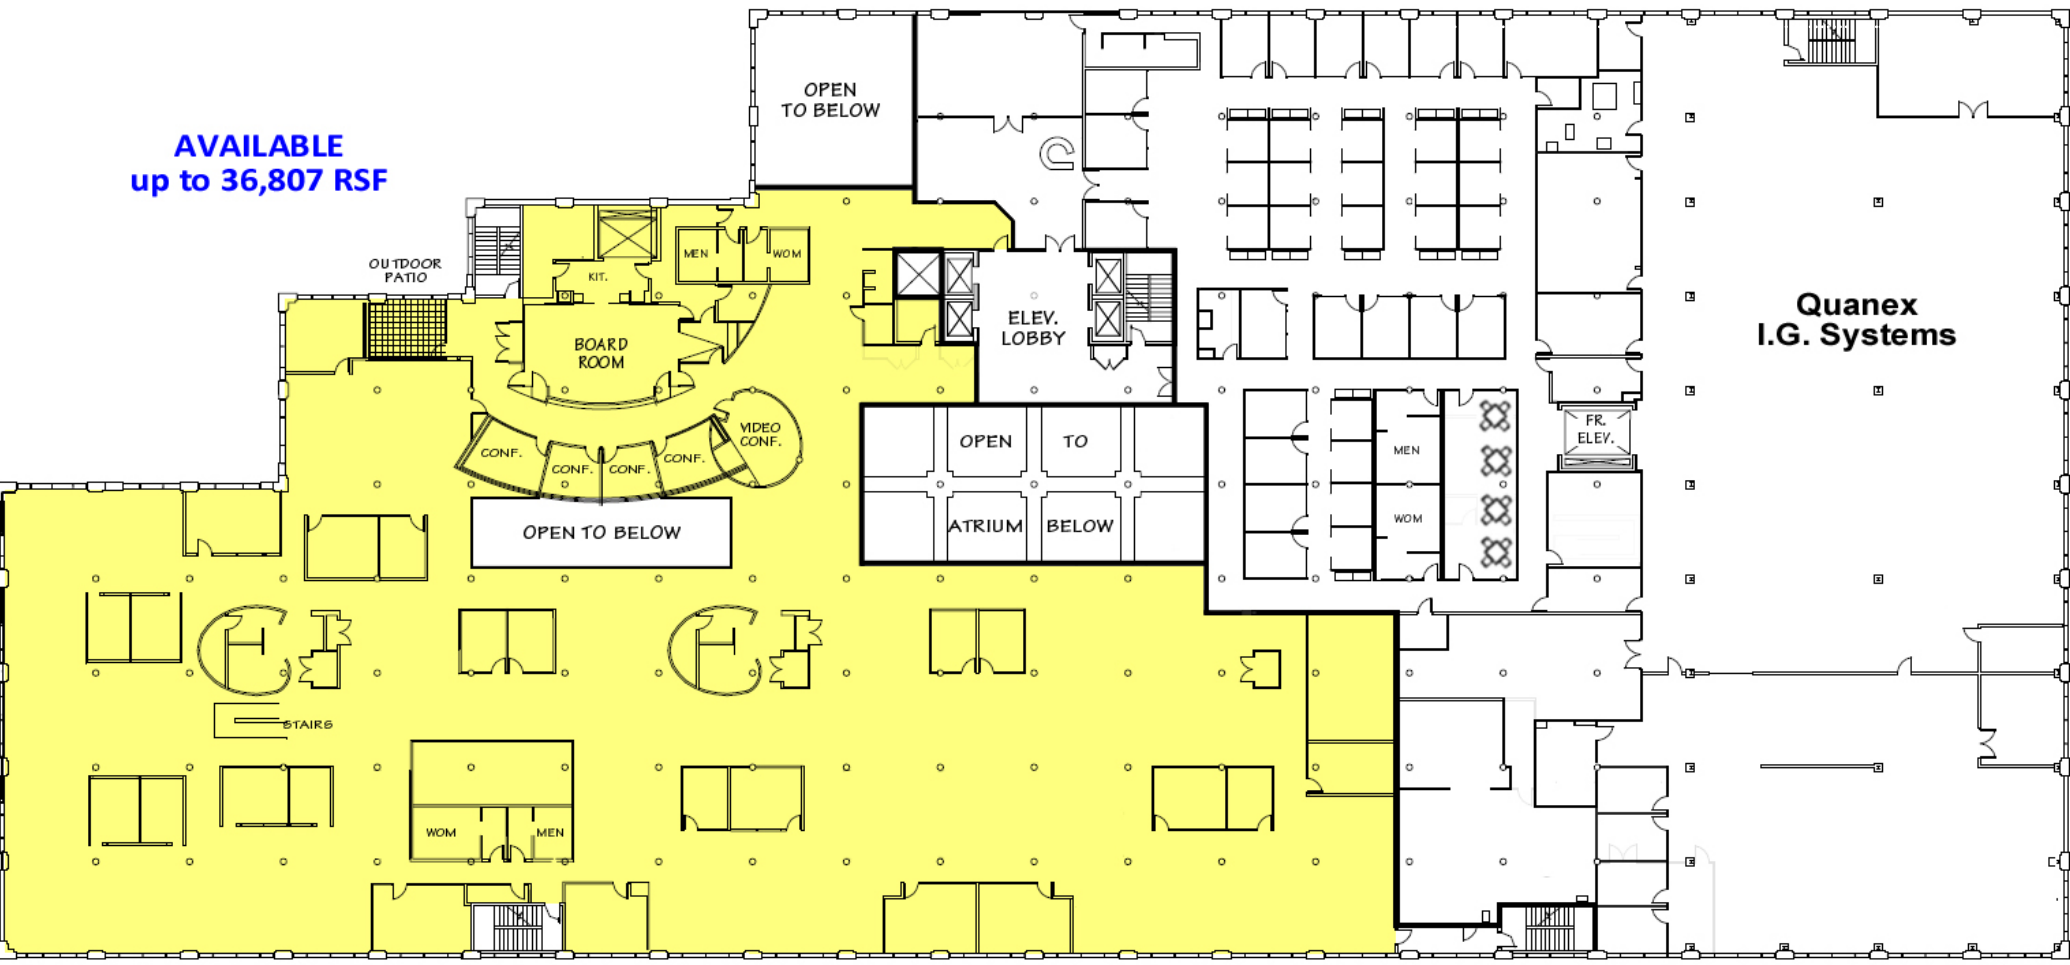 OPEN
TO BELOW
AVAILABLE
up to 36,807 RSF
OUTDOOR
PATIO
MEN
WOM
KIT.
BOARD
ROOM
ELEV.
LOBBY
Quanex
I.G. Systems
VIDEO
CONF.
CONF.
CONF.
CONF.
CONF.
OPEN TO
ATRIUM BELOW
MEN
WOM
FR.
ELEV.
OPEN TO BELOW
STAIRS
WOM
MEN